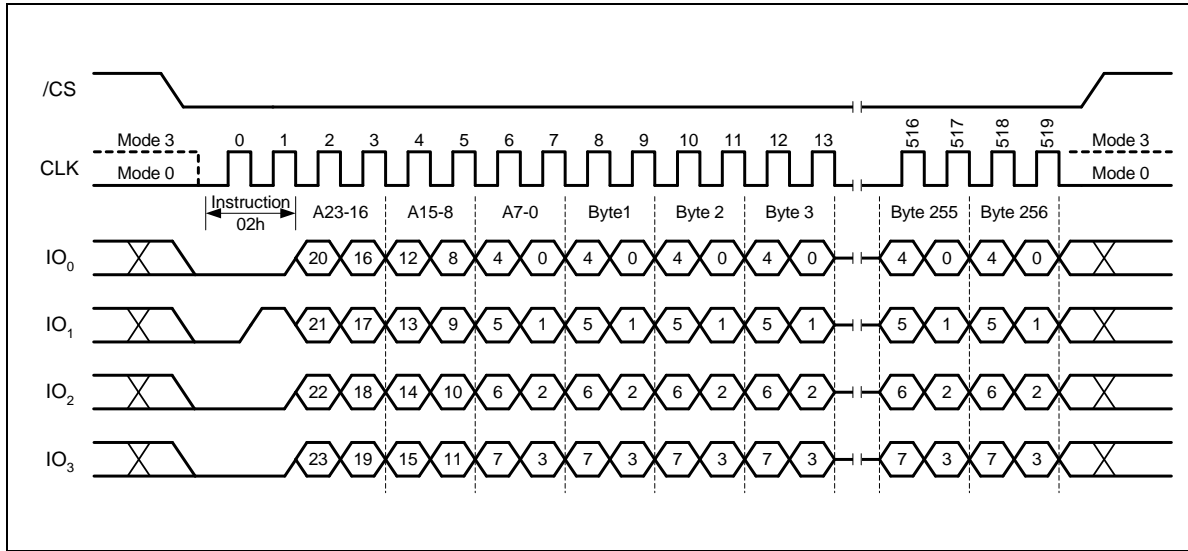 /CS
Mode 3 0 1 2 3 4 5 6 7 8 9 10 11 12 13 516 517 518 519 Mode 3
CLK Mode 0 Mode 0
Instruction
02h
A23-16 A15-8 A7-0 Byte1 Byte 2 Byte 3 Byte 255 Byte 256
IO0 20 16 12 8 4 0 4 0 4 0 4 0 4 0 4 0
IO1 21 17 13 9 5 1 5 1 5 1 5 1 5 1 5 1
IO2 22 18 14 10 6 2 6 2 6 2 6 2 6 2 6 2
IO3 23 19 15 11 7 3 7 3 7 3 7 3 7 3 7 3